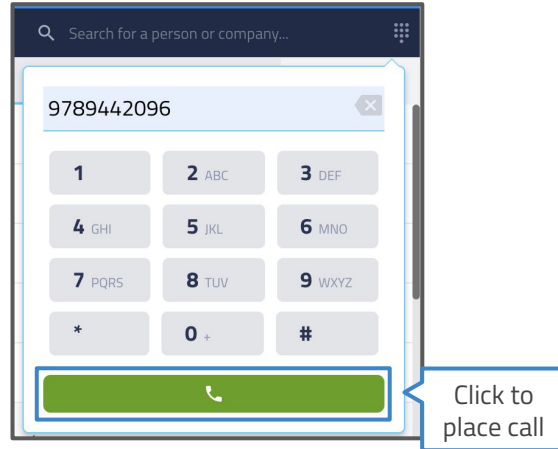 Search for a person or company...
9789442096
1 2 ABC 3 DEF
4 GHI 5 JKL 6 MNO
7 PQRS 8 TUV 9 WXYZ
* 0 + #
Click to
place call